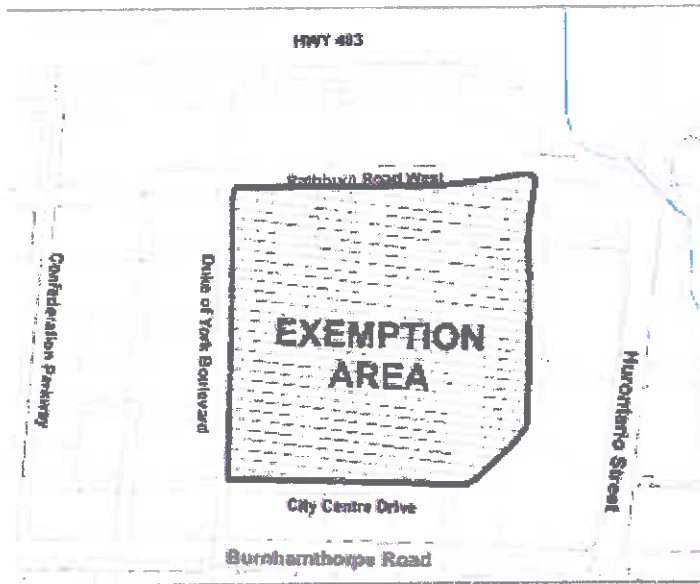 HWY 403
Rathburn Road West
Confederation Parkway
Duke of York Boulevard
EXEMPTION
AREA
Hurontario Street
City Centre Drive
Burnhamthorpe Road